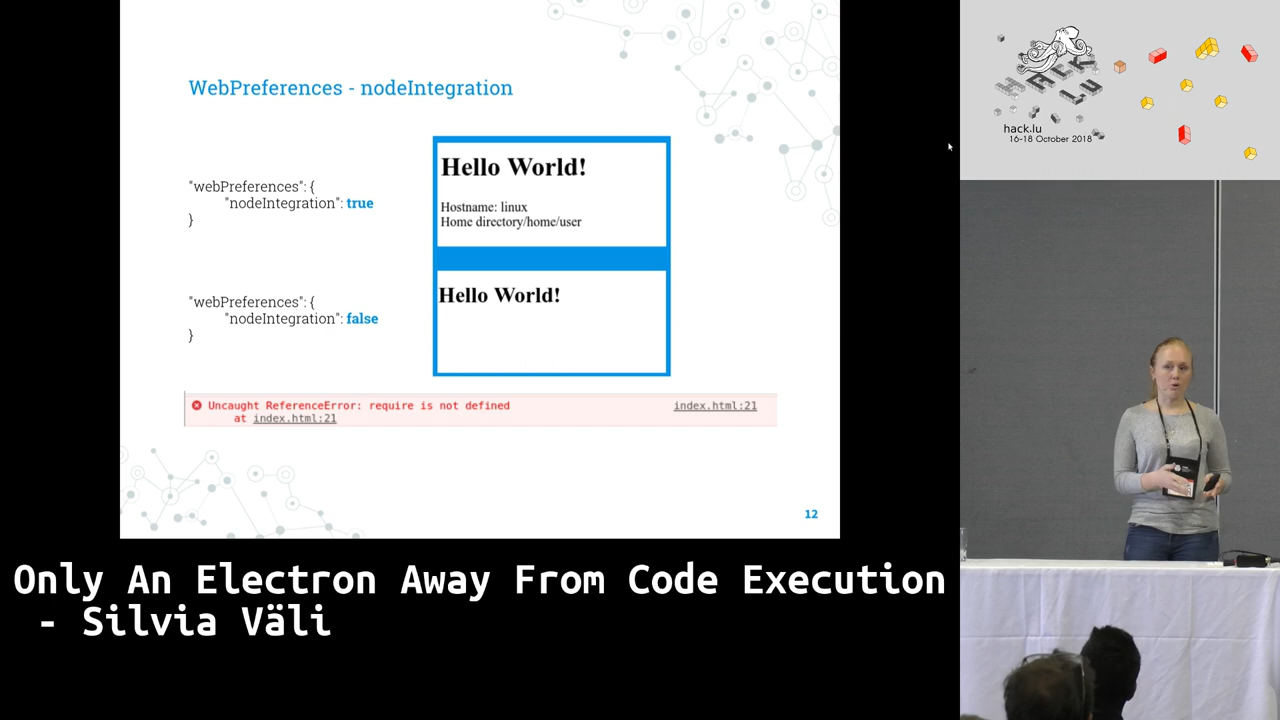 WebPreferences - nodeIntegration
"webPreferences": {
"nodeIntegration": true
}
Hello World!
Hostname: linux
Home directory/home/user
"webPreferences": {
"nodeIntegration": false
}
Hello World!
Uncaught ReferenceError: require is not defined
at index.html:21
index.html:21
12
Only An Electron Away From Code Execution
- Silvia Väli
HACK
LU
hack.lu
16-18 October 2018